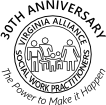 30TH ANNIVERSARY
VIRGINIA ALLIANCE
SOCIAL WORK PRACTITIONERS
The Power to Make it Happen